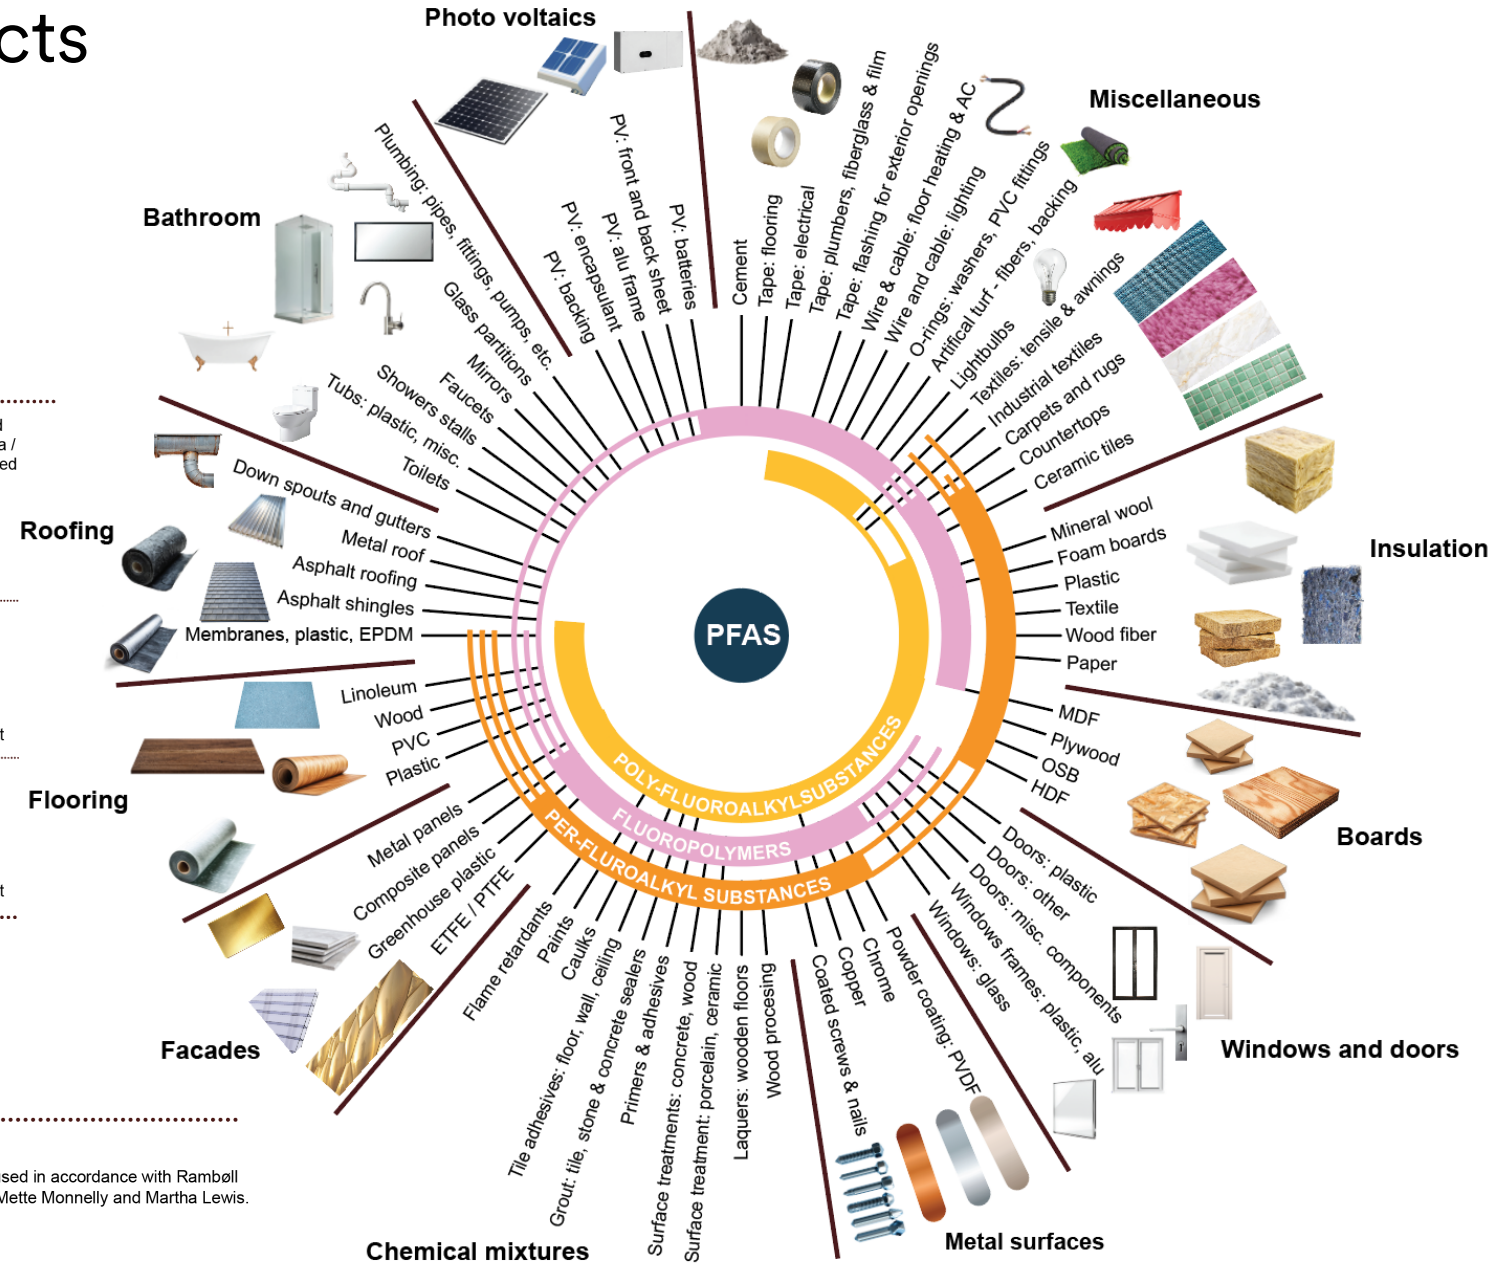 cts
Photo voltaics
PV: backing
PV: encapsulant
PV: alu frame
PV: front and back sheet
PV: batteries
Miscellaneous
Cement
Tape: flooring
Tape: electrical
Tape: plumbers, fiberglass & film
Tape: flashing for exterior openings
Wire & cable: floor heating & AC
Wire and cable: lighting
O-rings: washers, PVC fittings
Artifical turf - fibers, backing
Lightbulbs
Textiles: tensile & awnings
Industrial textiles
Carpets and rugs
Countertops
Ceramic tiles
Insulation
Mineral wool
Foam boards
Plastic
Textile
Wood fiber
Paper
Boards
MDF
Plywood
OSB
HDF
Windows and doors
Doors: plastic
Doors: other
Doors: misc. components
Windows frames: plastic, alu
Windows: glass
Metal surfaces
Powder coating: PVDF
Chrome
Copper
Coated screws & nails
Chemical mixtures
Wood procesing
Laquers: wooden floors
Surface treatment: porcelain, ceramic
Surface treatments: concrete, wood
Primers & adhesives
Grout: tile, stone & concrete sealers
Tile adhesives: floor, wall, ceiling
Caulks
Paints
Flame retardants
Facades
ETFE / PTFE
Greenhouse plastic
Composite panels
Metal panels
Flooring
Plastic
PVC
Wood
Linoleum
Roofing
Membranes, plastic, EPDM
Asphalt shingles
Asphalt roofing
Metal roof
Down spouts and gutters
Bathroom
Toilets
Tubs: plastic, misc.
Showers stalls
Faucets
Mirrors
Glass partitions
Plumbing: pipes, fittings, pumps, etc.
PFAS
POLY-FLUOROALKYLSUBSTANCES
FLUOROPOLYMERS
PER-FLUROALKYL SUBSTANCES
d
a /
ed
t
t
used in accordance with Rambøll
Mette Monnelly and Martha Lewis.